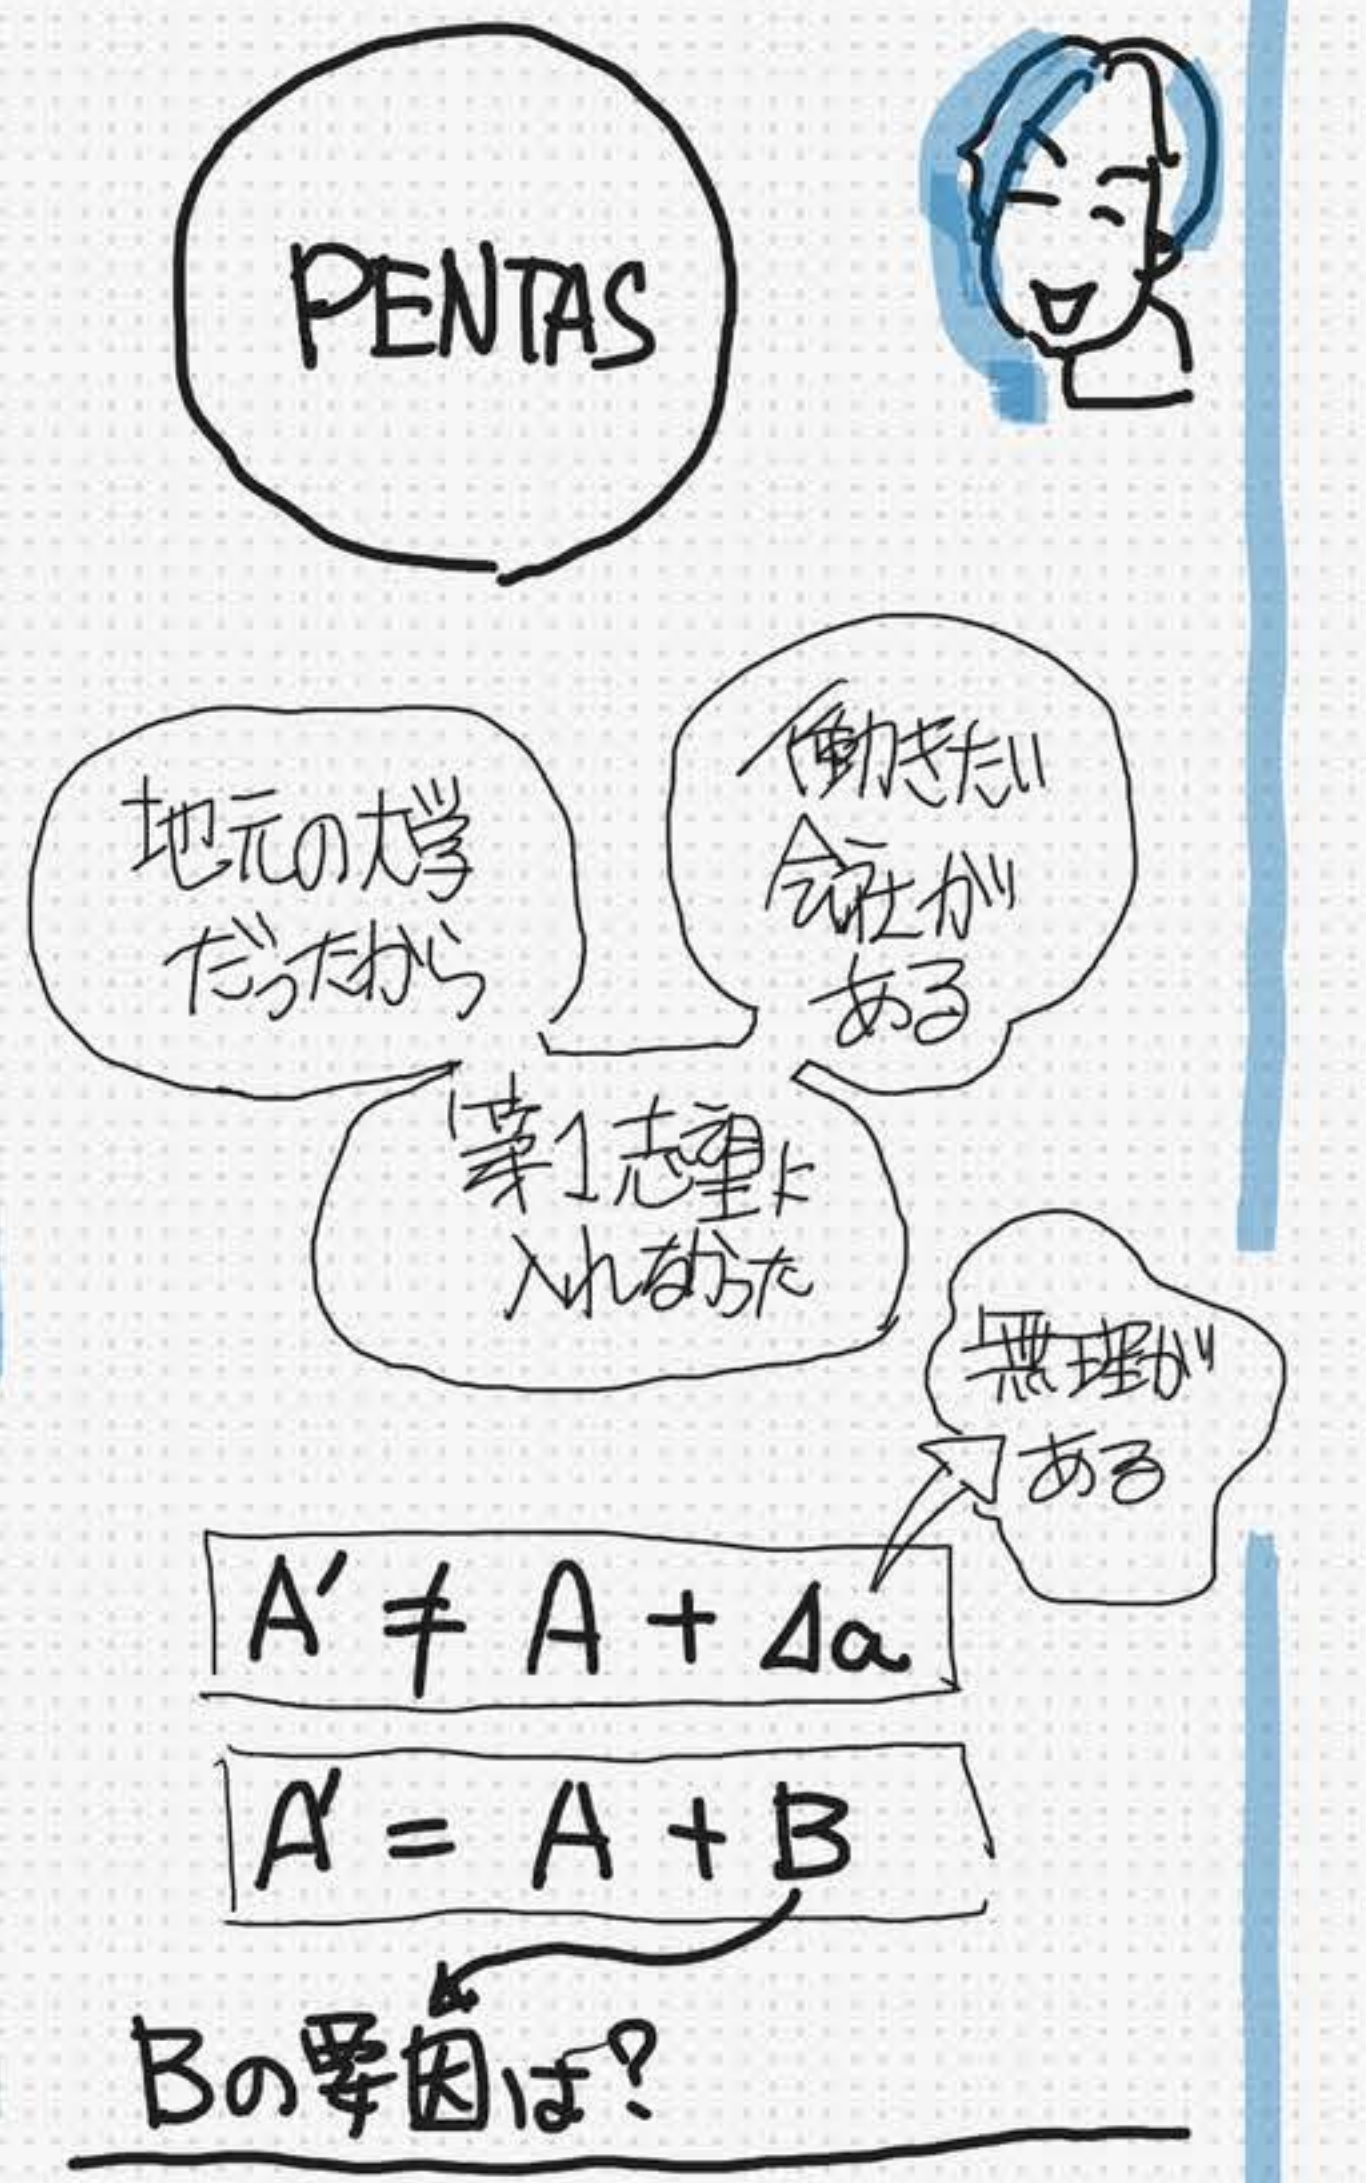 PENTAS
地元の大学
だったから
働きたい
会社が
ある
第1志望に
入れなかった
無理が
ある
A' ≠ A + Δa
A' = A + B
Bの要因は?